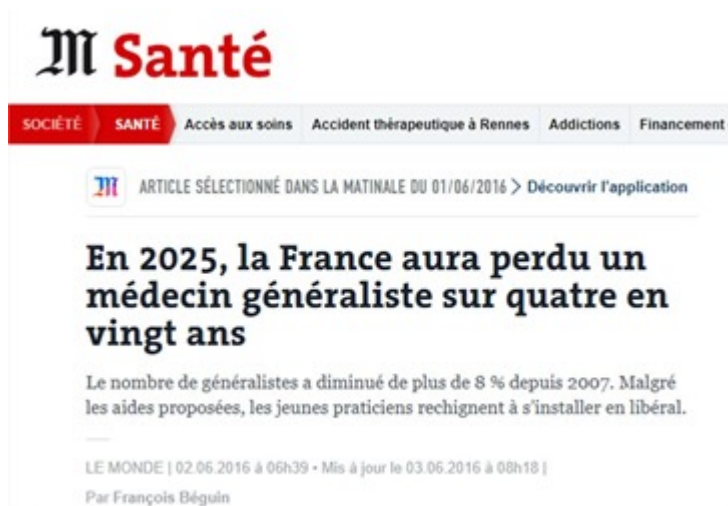 M Santé
SOCIÉTÉ SANTÉ Accès aux soins Accident thérapeutique à Rennes Addictions Financement
M ARTICLE SÉLECTIONNÉ DANS LA MATINALE DU 01/06/2016 > Découvrir l'application
En 2025, la France aura perdu un
médecin généraliste sur quatre en
vingt ans
Le nombre de généralistes a diminué de plus de 8 % depuis 2007. Malgré
les aides proposées, les jeunes praticiens rechignent à s'installer en libéral.
LE MONDE | 02.06.2016 à 06h39 • Mis à jour le 03.06.2016 à 08h18 |
Par François Béguin